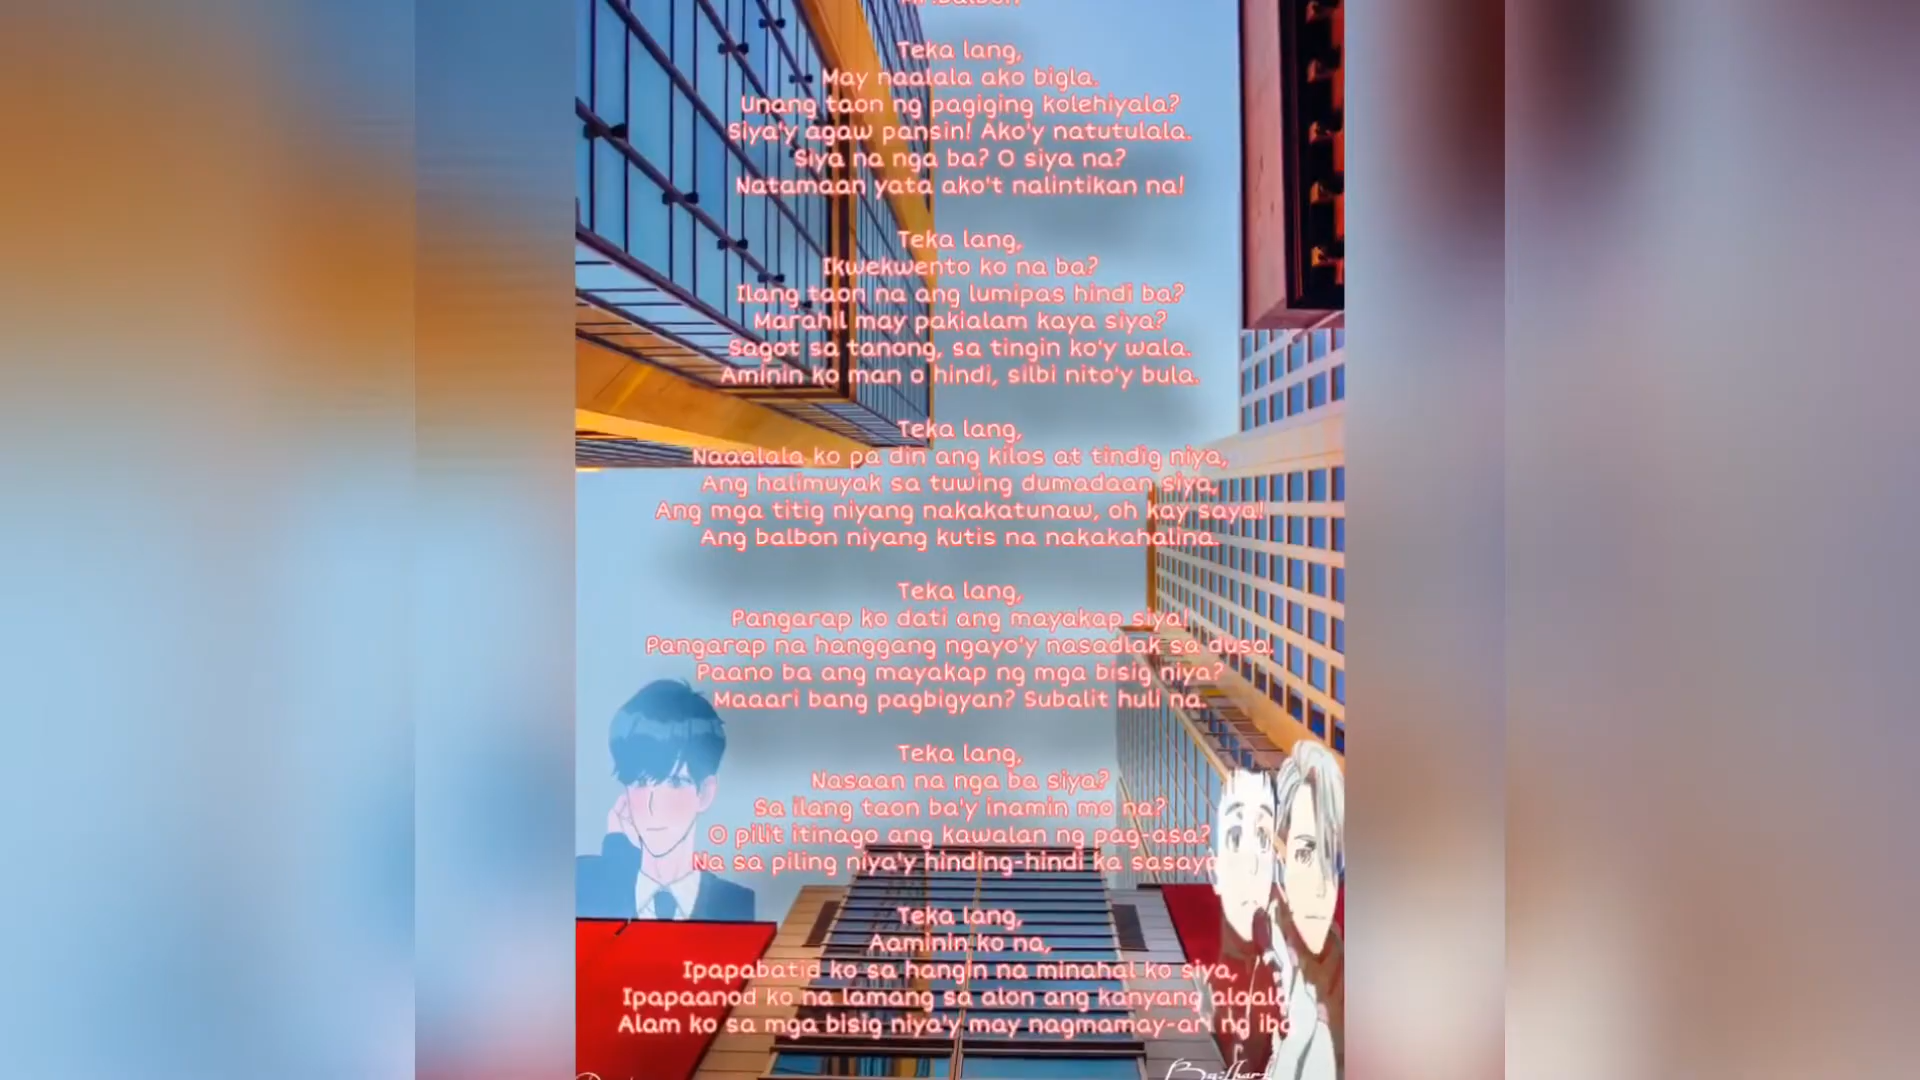 Mr.Balbon
Teka lang,
May naalala ako bigla.
Unang taon ng pagiging kolehiyala?
Siya'y agaw pansin! Ako'y natutulala.
Siya na nga ba? O siya na?
Natamaan yata ako't nalintikan na!
Teka lang,
Ikwekwento ko na ba?
Ilang taon na ang lumipas hindi ba?
Marahil may pakialam kaya siya?
Sagot sa tanong, sa tingin ko'y wala.
Aminin ko man o hindi, silbi nito'y bula.
Teka lang,
Naaalala ko pa din ang kilos at tindig niya,
Ang halimuyak sa tuwing dumadaan siya,
Ang mga titig niyang nakakatunaw, oh kay saya!
Ang balbon niyang kutis na nakakahalina.
Teka lang,
Pangarap ko dati ang mayakap siya!
Pangarap na hanggang ngayo'y nasadlak sa dusa.
Paano ba ang mayakap ng mga bisig niya?
Maaari bang pagbigyan? Subalit huli na.
Teka lang,
Nasaan na nga ba siya?
Sa ilang taon ba'y inamin mo na?
O pilit itinago ang kawalan ng pag-asa?
Na sa piling niya'y hinding-hindi ka sasaya
Teka lang,
Aaminin ko na,
Ipapabatid ko sa hangin na minahal ko siya,
Ipapaanod ko na lamang sa alon ang kanyang alaala
Alam ko sa mga bisig niya'y may nagmamay-ari ng iba